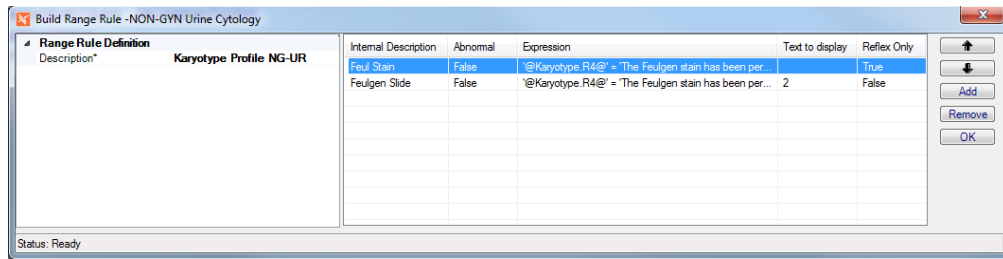 Build Range Rule -NON-GYN Urine Cytology
Range Rule Definition
Description* Karyotype Profile NG-UR
Internal Description Abnormal Expression Text to display Reflex Only
Feul Stain False '@Karyotype.R4@' = 'The Feulgen stain has been per... True
Feulgen Slide False '@Karyotype.R4@' = 'The Feulgen stain has been per... 2 False
Add
Remove
OK
Status: Ready